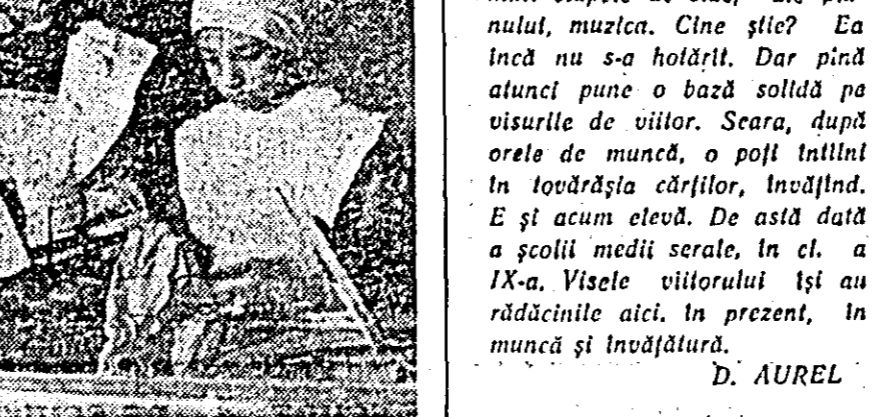 nului, muzica. Cine știe? Ea
încă nu s-a hotărît. Dar pînă
atunci pune o bază solidă pe
visurile de viitor. Seara, după
orele de muncă, o poți întîlni
în tovărășia cărților, învățînd.
E și acum elevă. De astă dată
a școlii medii serale, în cl. a
IX-a. Visele viitorului își au
rădăcinile aici. în prezent, în
muncă și învățătură.
D. AUREL